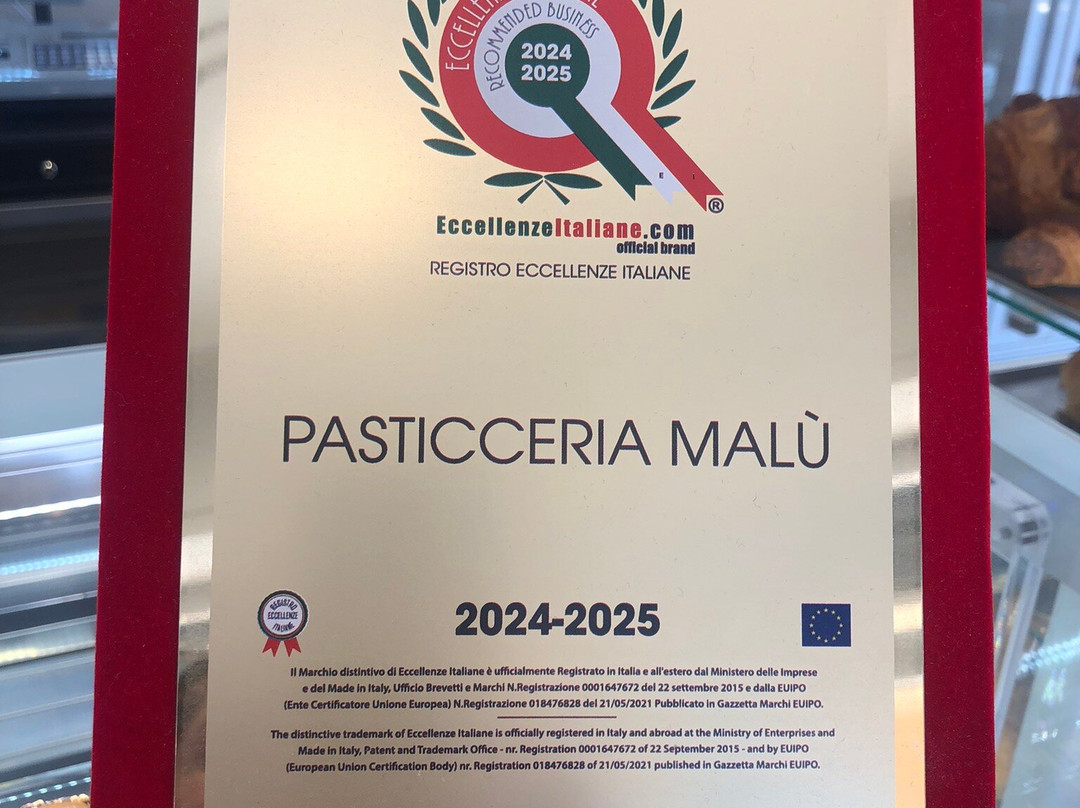 RECOMMENDED BUSINESS
2024
2025
E I
®
EccellenzeItaliane.com
official brand
REGISTRO ECCELLENZE ITALIANE
PASTICCERIA MALÙ
REGISTRO
ECCELLENZE
ITALIANE
2024-2025
Il Marchio distintivo di Eccellenze Italiane è ufficialmente Registrato in Italia e all'estero dal Ministero delle Imprese
e del Made in Italy, Ufficio Brevetti e Marchi N.Registrazione 0001647672 del 22 settembre 2015 e dalla EUIPO
(Ente Certificatore Unione Europea) N.Registrazione 018476828 del 21/05/2021 Pubblicato in Gazzetta Marchi EUIPO.
The distinctive trademark of Eccellenze Italiane is officially registered in Italy and abroad at the Ministry of Enterprises and
Made in Italy, Patent and Trademark Office - nr. Registration 0001647672 of 22 September 2015 - and by EUIPO
(European Union Certification Body) nr. Registration 018476828 of 21/05/2021 published in Gazzetta Marchi EUIPO.